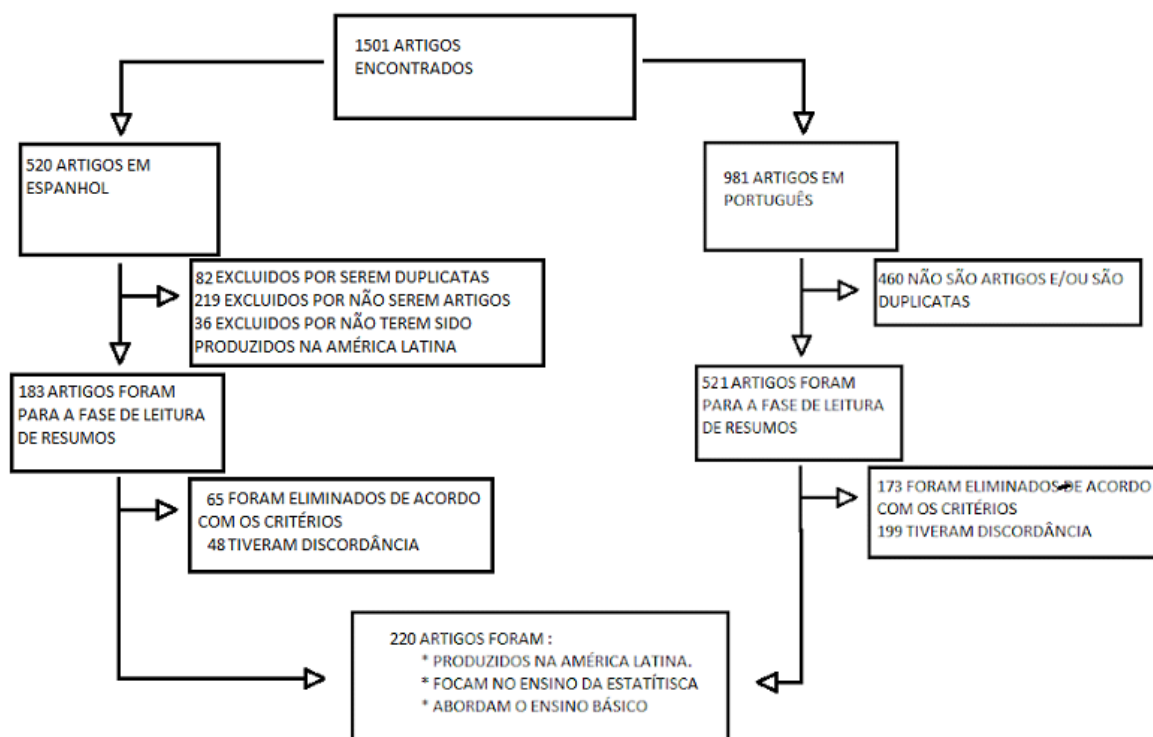 1501 ARTIGOS
ENCONTRADOS
520 ARTIGOS EM
ESPANHOL
981 ARTIGOS EM
PORTUGUÊS
82 EXCLUIDOS POR SEREM DUPLICATAS
219 EXCLUIDOS POR NÃO SEREM ARTIGOS
36 EXCLUIDOS POR NÃO TEREM SIDO
PRODUZIDOS NA AMÉRICA LATINA
460 NÃO SÃO ARTIGOS E/OU SÃO
DUPLICATAS
183 ARTIGOS FORAM
PARA A FASE DE LEITURA
DE RESUMOS
521 ARTIGOS FORAM
PARA A FASE DE LEITURA
DE RESUMOS
65 FORAM ELIMINADOS DE ACORDO
COM OS CRITÉRIOS
48 TIVERAM DISCORDÂNCIA
173 FORAM ELIMINADOS DE ACORDO
COM OS CRITÉRIOS
199 TIVERAM DISCORDÂNCIA
220 ARTIGOS FORAM :
* PRODUZIDOS NA AMÉRICA LATINA.
* FOCAM NO ENSINO DA ESTATÍTISCA
* ABORDAM O ENSINO BÁSICO